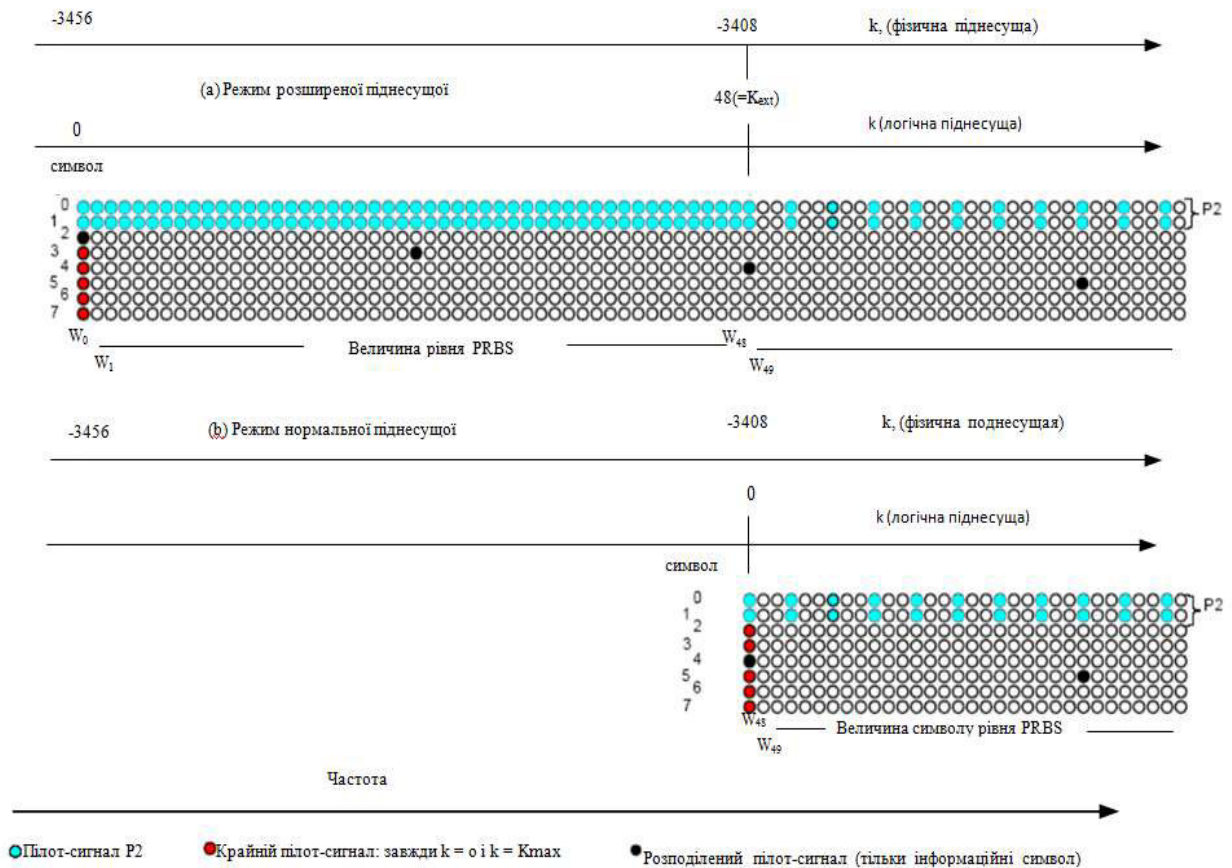 -3456 -3408 k, (фізична піднесуща)
(a) Режим розширеної піднесущої
48(=Kext)
0 k (логічна піднесуща)
символ
0
1
2
3
4
5
6
7
P2
W0 W48
W1 Величина рівня PRBS W49
-3456 (b) Режим нормальної піднесущої -3408 k, (фізична поднесущая)
0
k (логічна піднесуща)
символ
0
1
2
3
4
5
6
7
P2
W48
W49 Величина символу рівня PRBS
Частота
Пілот-сигнал P2 Крайній пілот-сигнал: завжди k = o i k = Kmax Розподілений пілот-сигнал (тільки інформаційні символ)